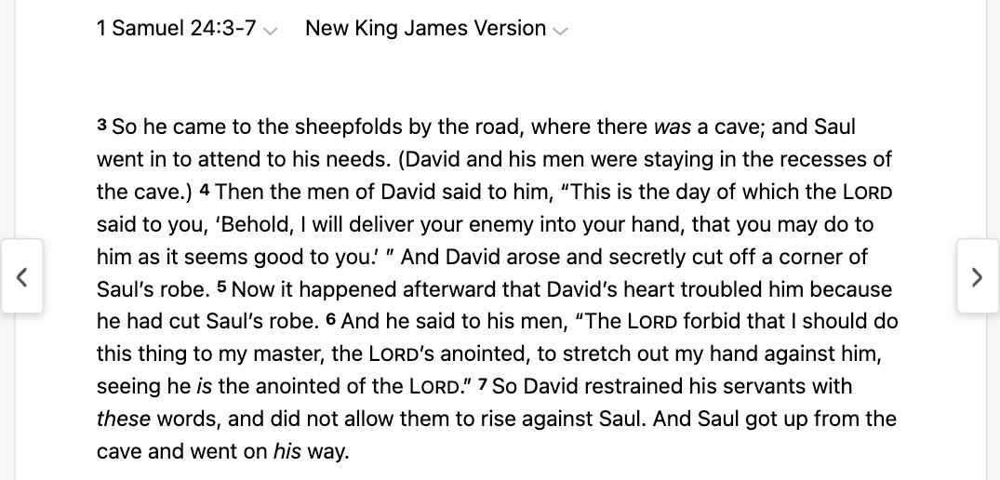 1 Samuel 24:3-7 New King James Version
3 So he came to the sheepfolds by the road, where there was a cave; and Saul
went in to attend to his needs. (David and his men were staying in the recesses of
the cave.) 4 Then the men of David said to him, “This is the day of which the LORD
said to you, ‘Behold, I will deliver your enemy into your hand, that you may do to
him as it seems good to you.’ ” And David arose and secretly cut off a corner of
Saul’s robe. 5 Now it happened afterward that David’s heart troubled him because
he had cut Saul’s robe. 6 And he said to his men, “The LORD forbid that I should do
this thing to my master, the LORD’s anointed, to stretch out my hand against him,
seeing he is the anointed of the LORD.” 7 So David restrained his servants with
these words, and did not allow them to rise against Saul. And Saul got up from the
cave and went on his way.